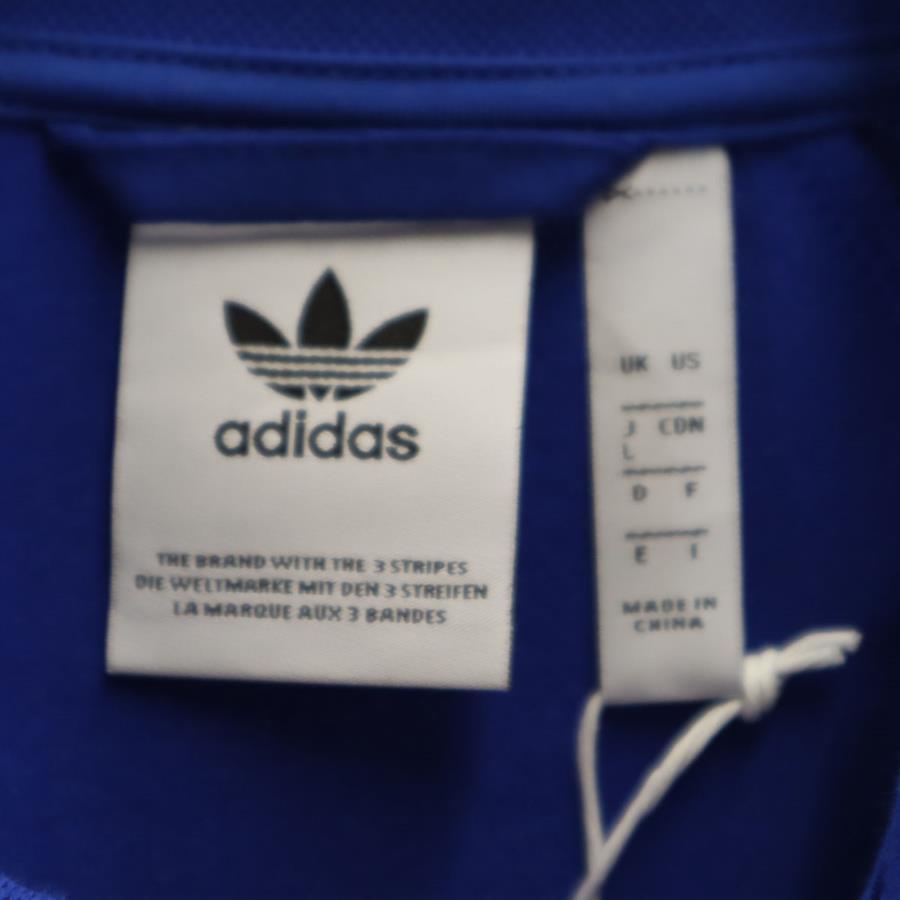 adidas
THE BRAND WITH THE 3 STRIPES
DIE WELTMARKE MIT DEN 3 STREIFEN
LA MARQUE AUX 3 BANDES
UK US
J CDN
L
D F
E I
MADE IN
CHINA